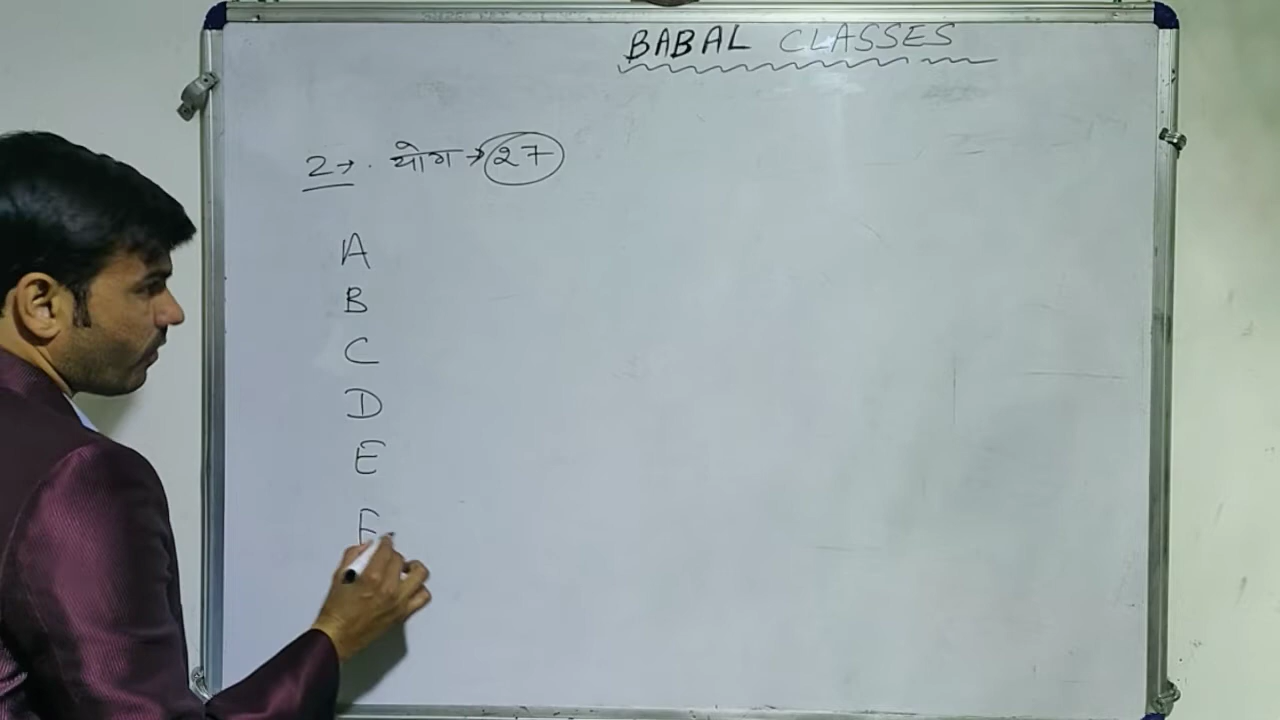 BABAL CLASSES
2→ योग → 27
A
B
C
D
E
F